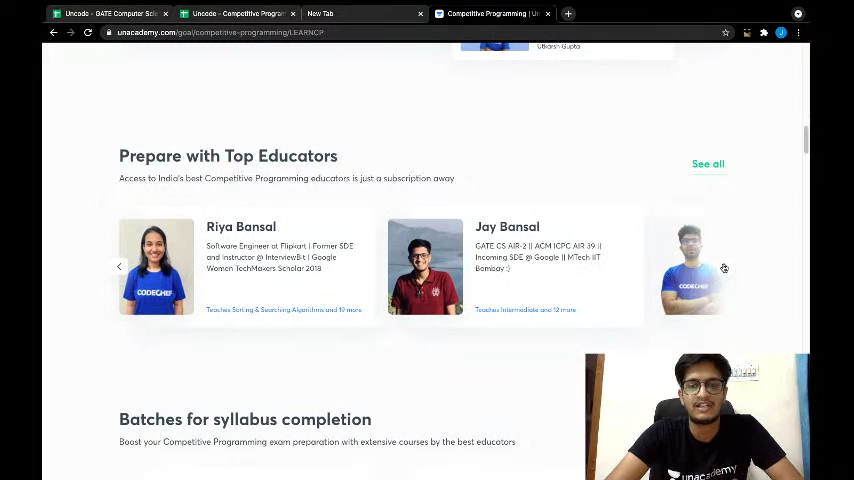 Uncode - GATE Computer Scie
Uncode - Competitive Program
New Tab
Competitive Programming | Un
unacademy.com/goal/competitive-programming/LEARNCP
J
Utkarsh Gupta
Prepare with Top Educators
See all
Access to India's best Competitive Programming educators is just a subscription away
Riya Bansal
Software Engineer at Flipkart | Former SDE
and Instructor @ InterviewBit | Google
Women TechMakers Scholar 2018
Teaches Sorting & Searching Algorithms and 19 more
CODECHEF
Jay Bansal
GATE CS AIR-2 || ACM ICPC AIR 39 ||
Incoming SDE @ Google || MTech IIT
Bombay :)
Teaches Intermediate and 12 more
CODECHEF
Batches for syllabus completion
Boost your Competitive Programming exam preparation with extensive courses by the best educators
unacademy